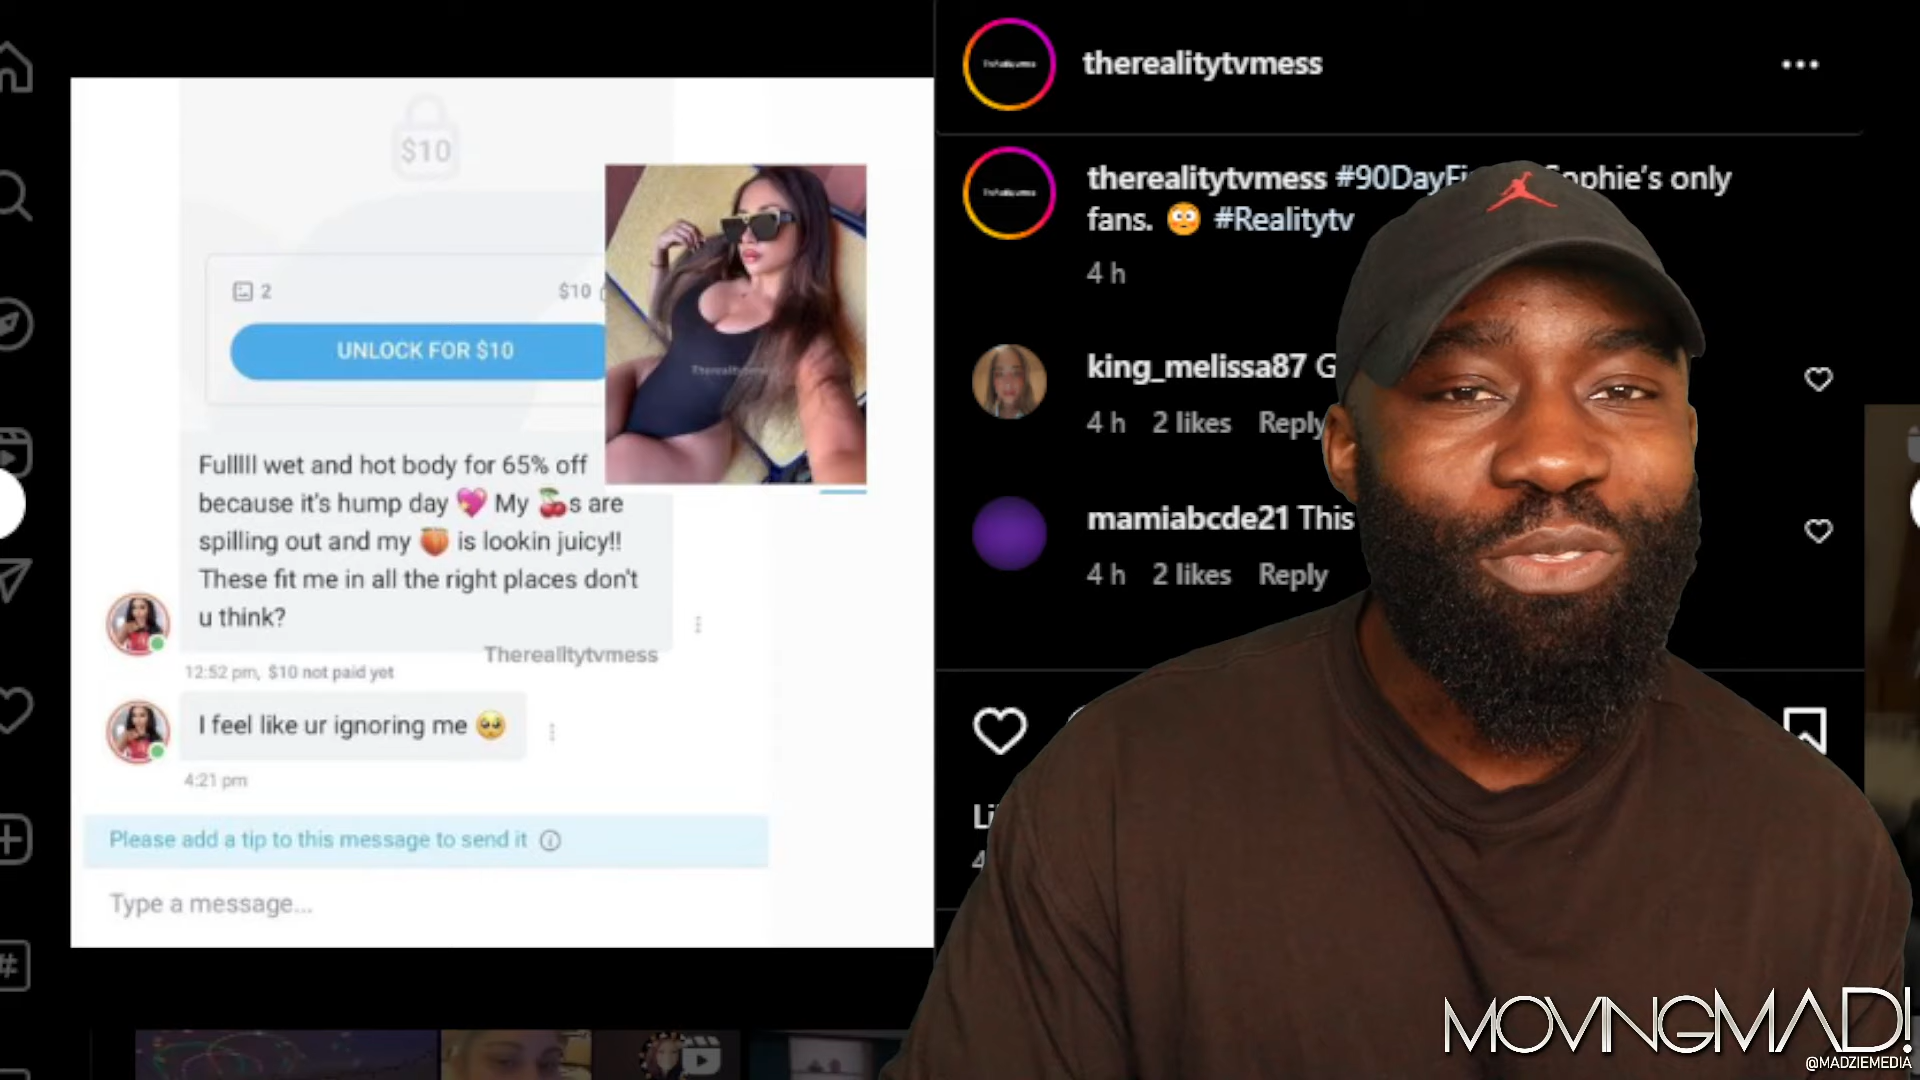 $10
2
$10
UNLOCK FOR $10
Fulllll wet and hot body for 65% off
because it's hump day 💖 My 🍒s are
spilling out and my 🍑 is lookin juicy!!
These fit me in all the right places don't
u think?
Therealitytvmess
12:52 pm, $10 not paid yet
I feel like ur ignoring me 🥺
4:21 pm
Please add a tip to this message to send it
Type a message...
therealitytvmess
therealitytvmess #90DayFi Sophie's only
fans. 😳 #Realitytv
4 h
king_melissa87 G
4 h 2 likes Reply
mamiabcde21 This
4 h 2 likes Reply
Li
4
MOVINGMAD!
@MADZIEMEDIA